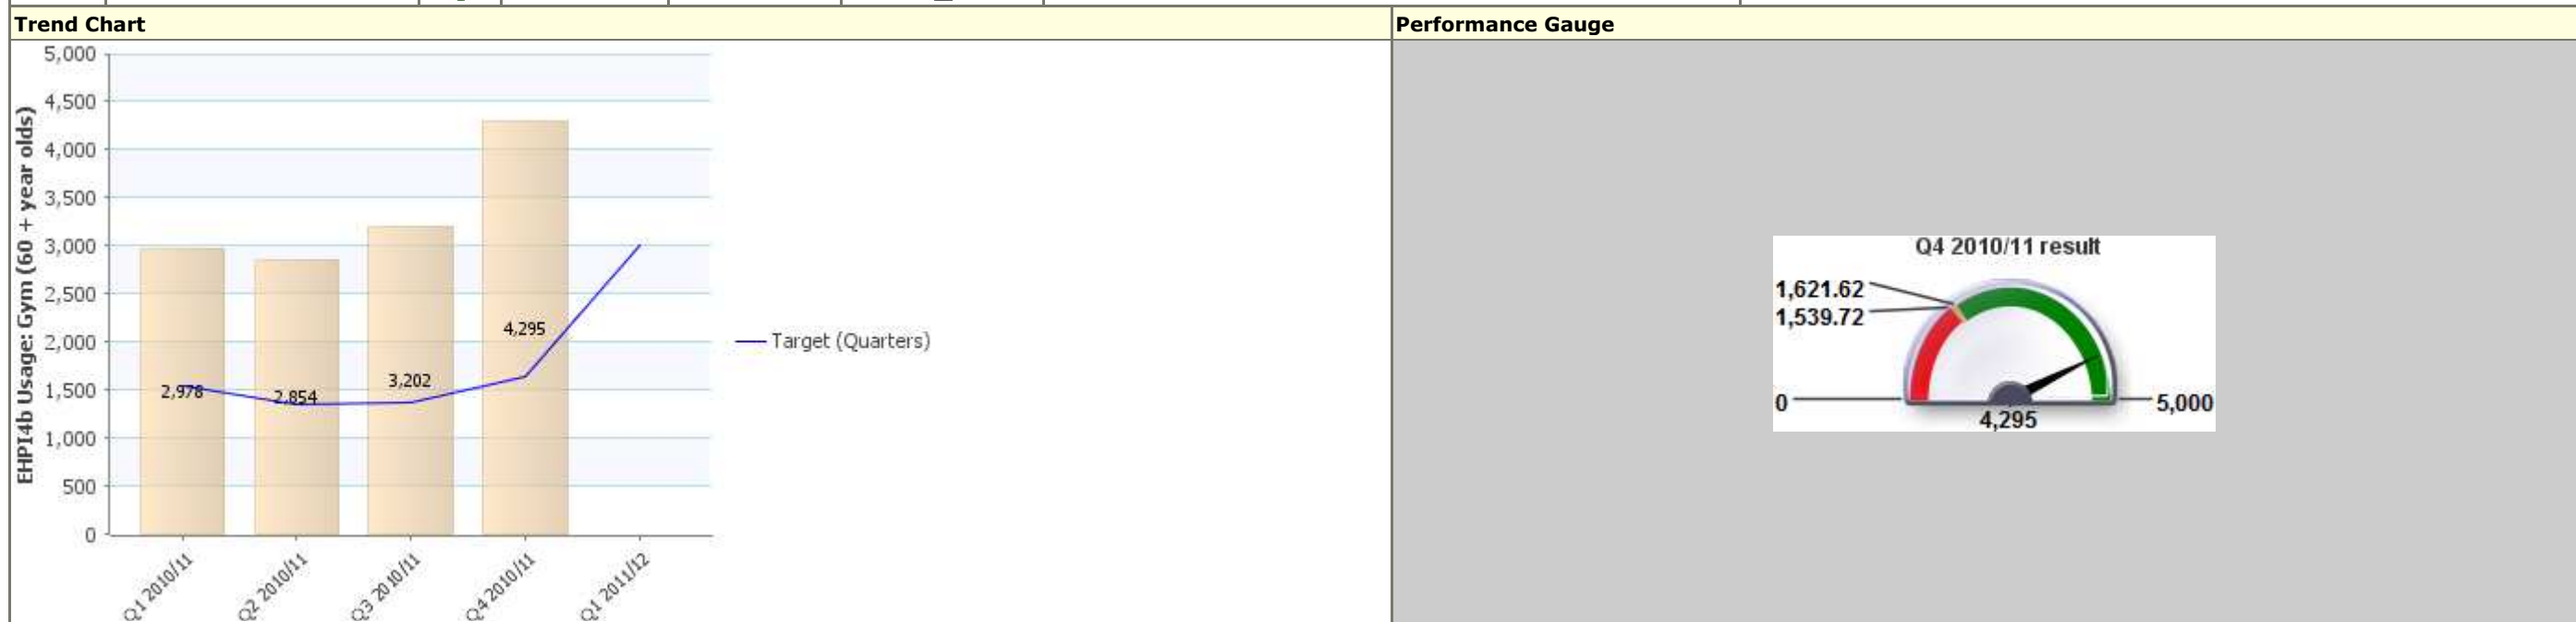 Trend Chart
Performance Gauge
5,000
4,500
4,000
3,500
3,000
2,500
2,000
1,500
1,000
500
0
EHPI4b Usage: Gym (60 + year olds)
2,978
2,854
3,202
4,295
Q1 2010/11
Q2 2010/11
Q3 2010/11
Q4 2010/11
Q1 2011/12
Target (Quarters)
Q4 2010/11 result
1,621.62
1,539.72
0
5,000
4,295